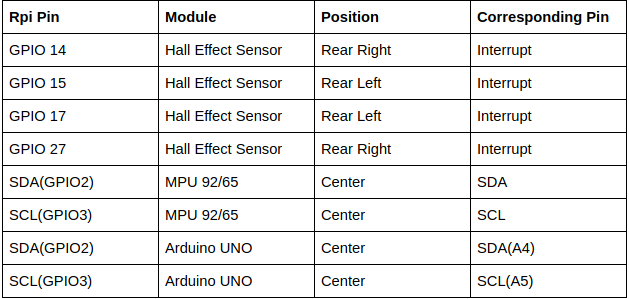 Rpi Pin Module Position Corresponding Pin
GPIO 14 Hall Effect Sensor Rear Right Interrupt
GPIO 15 Hall Effect Sensor Rear Left Interrupt
GPIO 17 Hall Effect Sensor Rear Left Interrupt
GPIO 27 Hall Effect Sensor Rear Right Interrupt
SDA(GPIO2) MPU 92/65 Center SDA
SCL(GPIO3) MPU 92/65 Center SCL
SDA(GPIO2) Arduino UNO Center SDA(A4)
SCL(GPIO3) Arduino UNO Center SCL(A5)